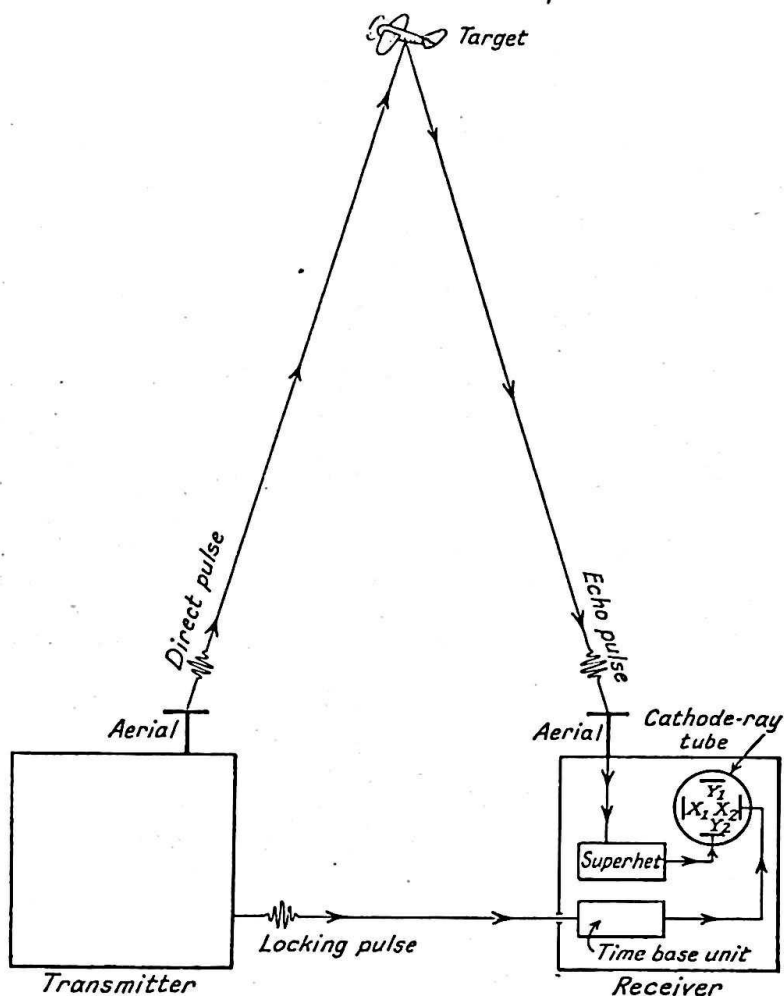 Target
Direct pulse
Echo pulse
Aerial
Aerial
Cathode-ray
tube
Y1
X1 X2
Y2
Superhet
Locking pulse
Time base unit
Transmitter
Receiver